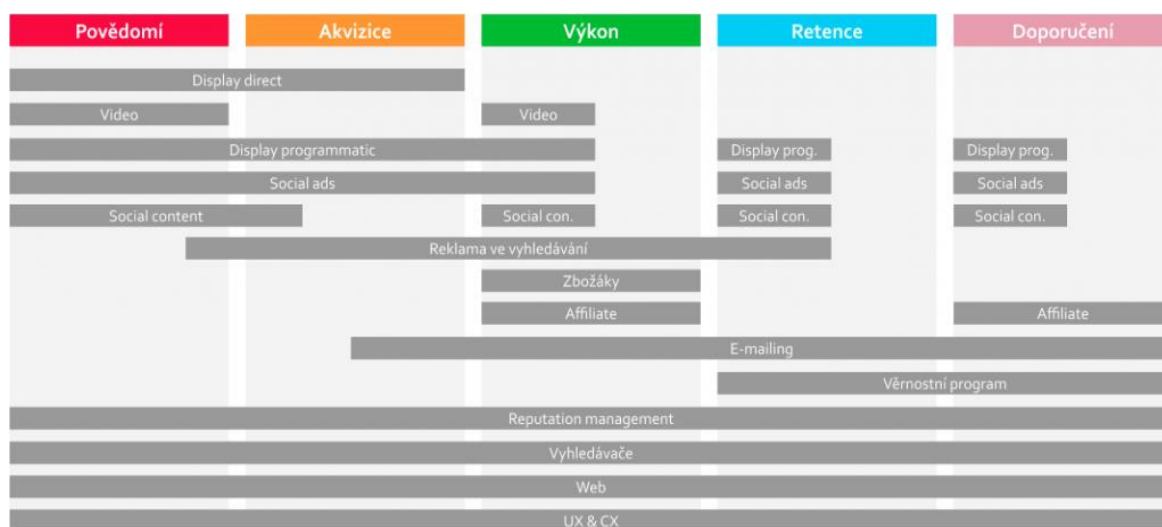 Povědomí Akvizice Výkon Retence Doporučení
Display direct
Video Video
Display programmatic Display prog. Display prog.
Social ads Social ads Social ads
Social content Social con. Social con. Social con.
Reklama ve vyhledávání
Zbožáky
Affiliate Affiliate
E-mailing
Věrnostní program
Reputation management
Vyhledávače
Web
UX & CX